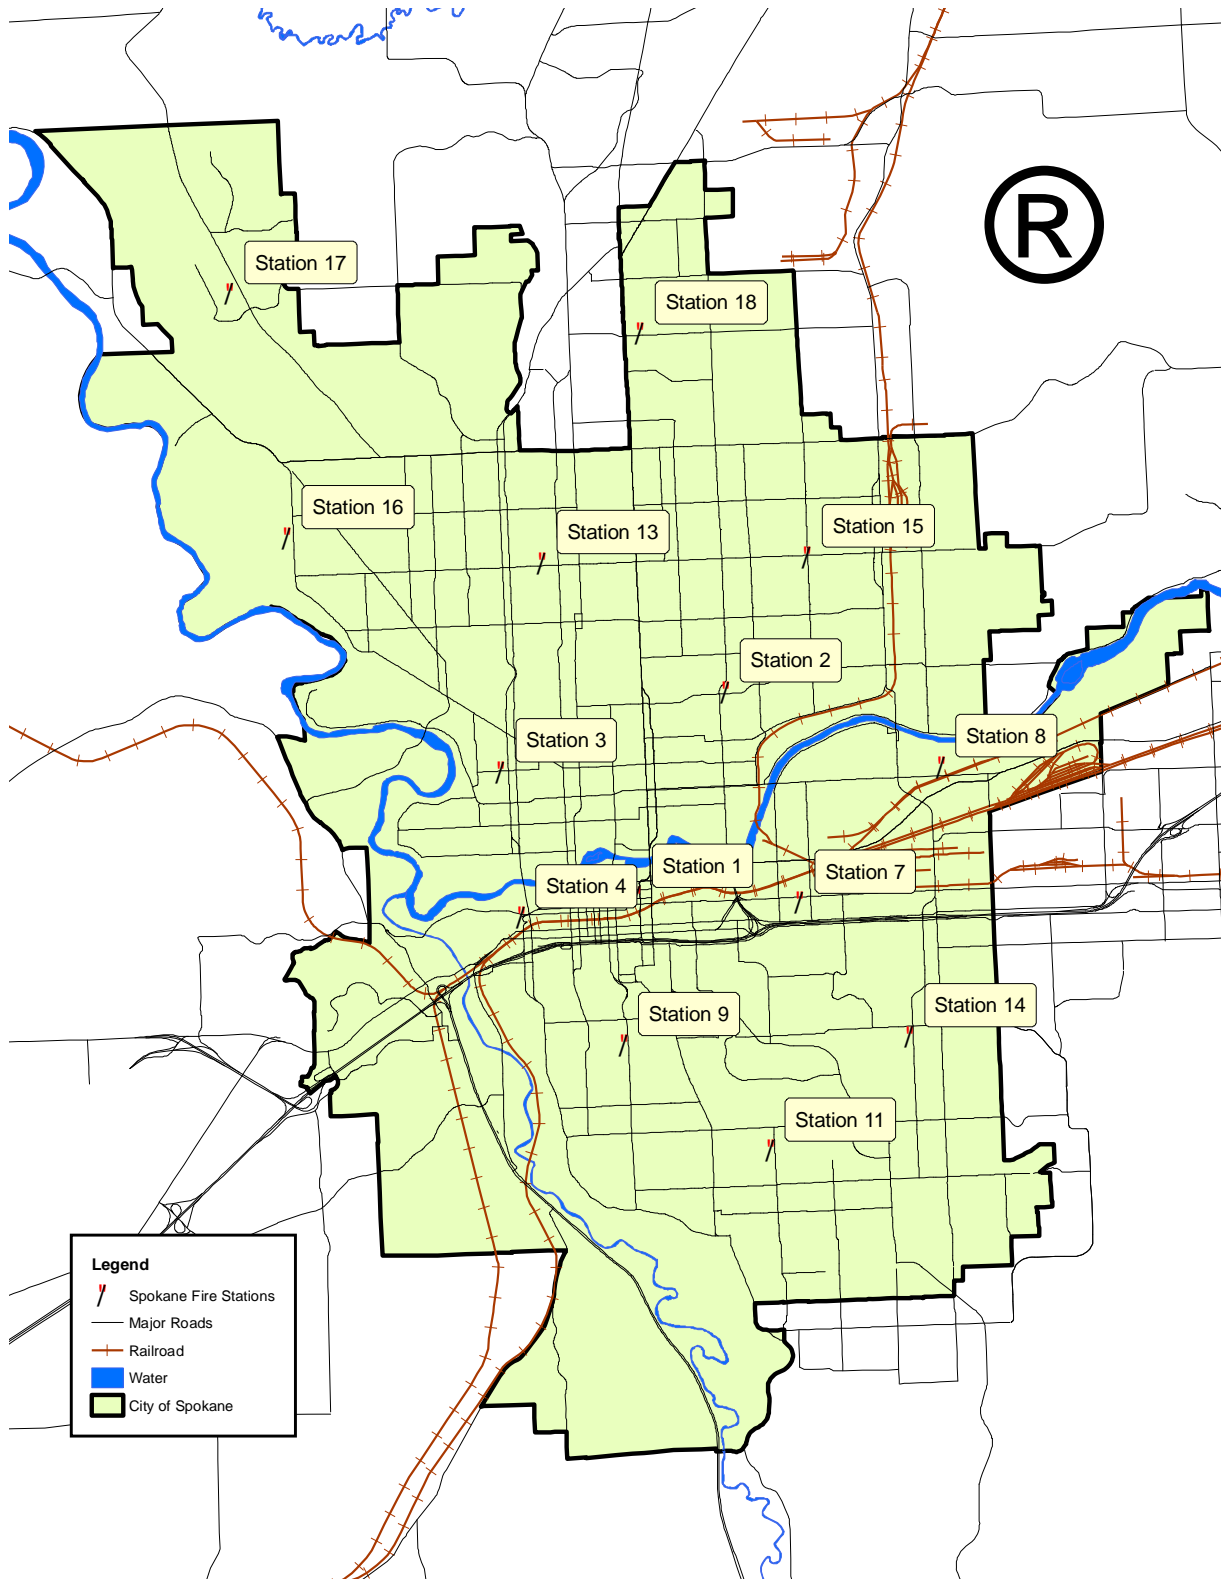 R
Station 17
Station 18
Station 16
Station 13
Station 15
Station 2
Station 3
Station 8
Station 1
Station 7
Station 4
Station 9
Station 14
Station 11
Legend
Spokane Fire Stations
Major Roads
Railroad
Water
City of Spokane